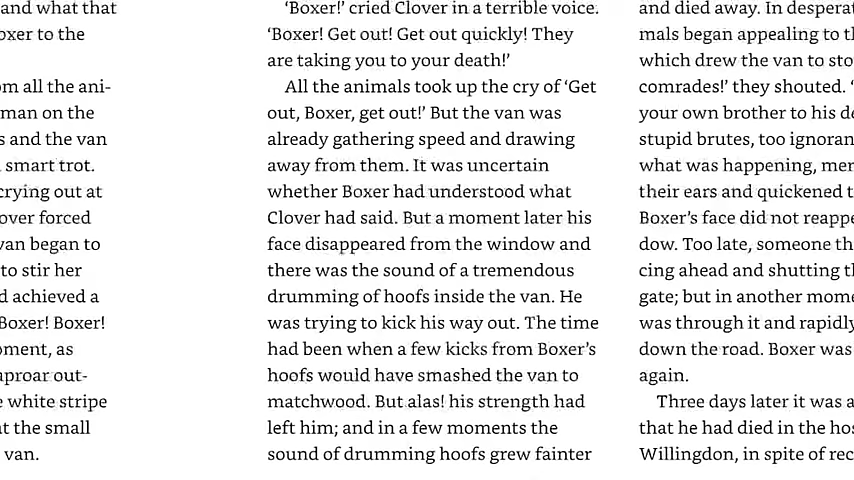 and what that
oxer to the
om all the ani-
man on the
s and the van
smart trot.
crying out at
over forced
van began to
to stir her
d achieved a
Boxer! Boxer!
oment, as
uproar out-
e white stripe
at the small
van.
‘Boxer!’ cried Clover in a terrible voice.
‘Boxer! Get out! Get out quickly! They
are taking you to your death!’
All the animals took up the cry of ‘Get
out, Boxer, get out!’ But the van was
already gathering speed and drawing
away from them. It was uncertain
whether Boxer had understood what
Clover had said. But a moment later his
face disappeared from the window and
there was the sound of a tremendous
drumming of hoofs inside the van. He
was trying to kick his way out. The time
had been when a few kicks from Boxer’s
hoofs would have smashed the van to
matchwood. But alas! his strength had
left him; and in a few moments the
sound of drumming hoofs grew fainter
and died away. In desperat
mals began appealing to th
which drew the van to sto
comrades!’ they shouted. ‘
your own brother to his de
stupid brutes, too ignoran
what was happening, mer
their ears and quickened t
Boxer’s face did not reappe
dow. Too late, someone th
cing ahead and shutting th
gate; but in another mome
was through it and rapidly
down the road. Boxer was
again.
Three days later it was a
that he had died in the hos
Willingdon, in spite of rec